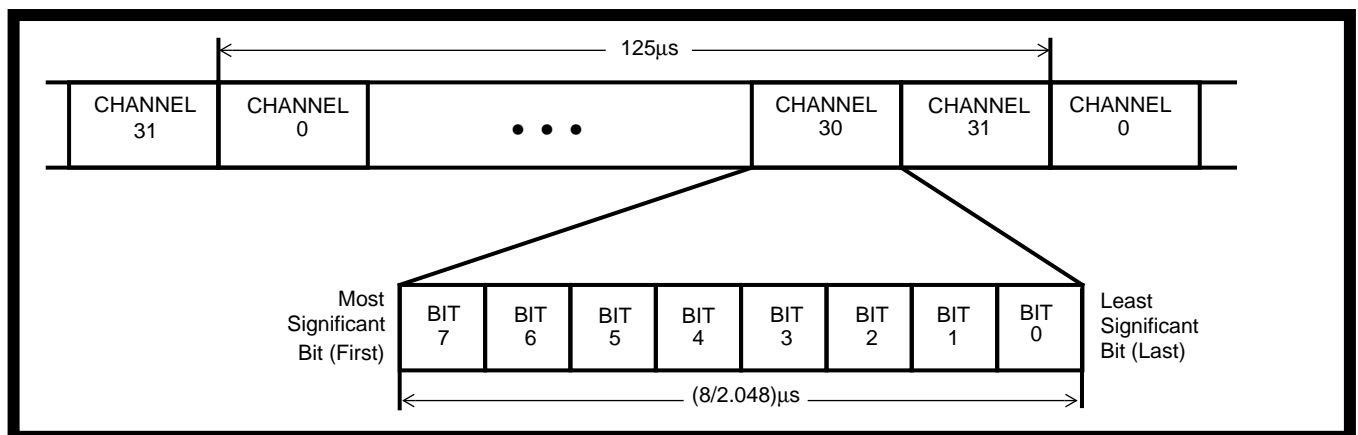 125μs
CHANNEL
31
CHANNEL
0
• • •
CHANNEL
30
CHANNEL
31
CHANNEL
0
Most
Significant
Bit (First)
BIT
7
BIT
6
BIT
5
BIT
4
BIT
3
BIT
2
BIT
1
BIT
0
Least
Significant
Bit (Last)
(8/2.048)μs